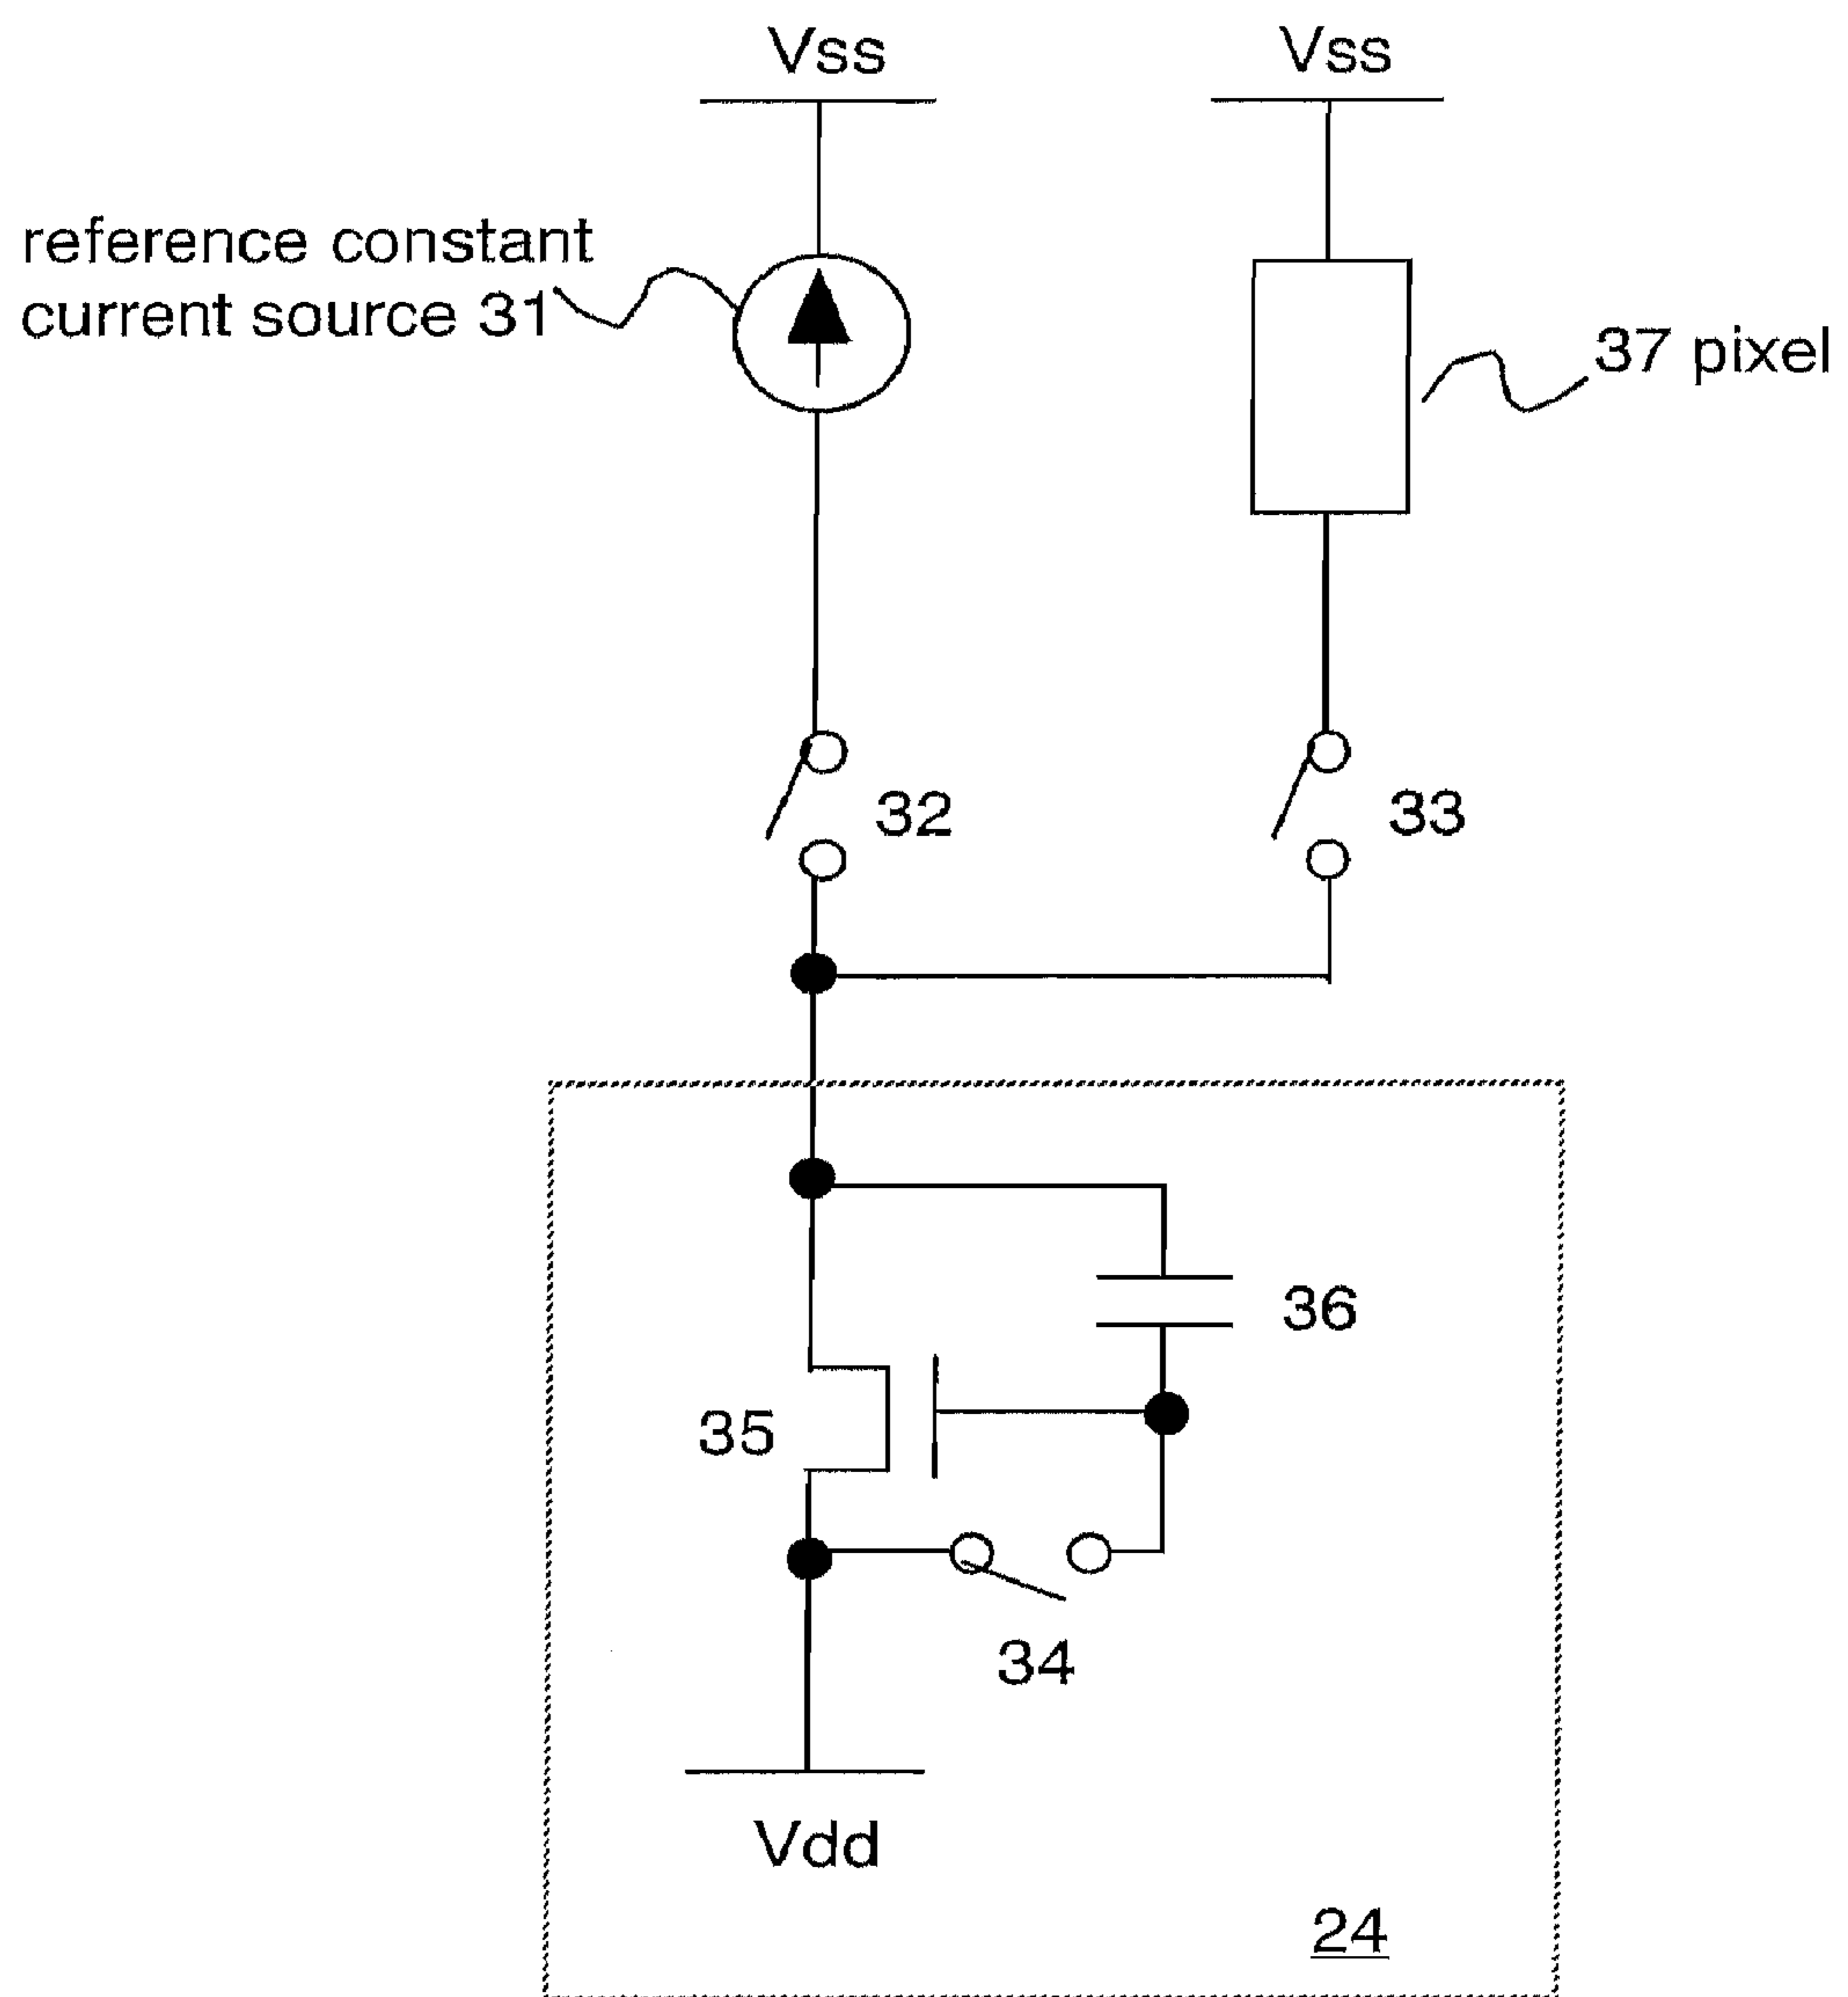 Vss
Vss
reference constant
current source 31
37 pixel
32
33
36
35
34
Vdd
24